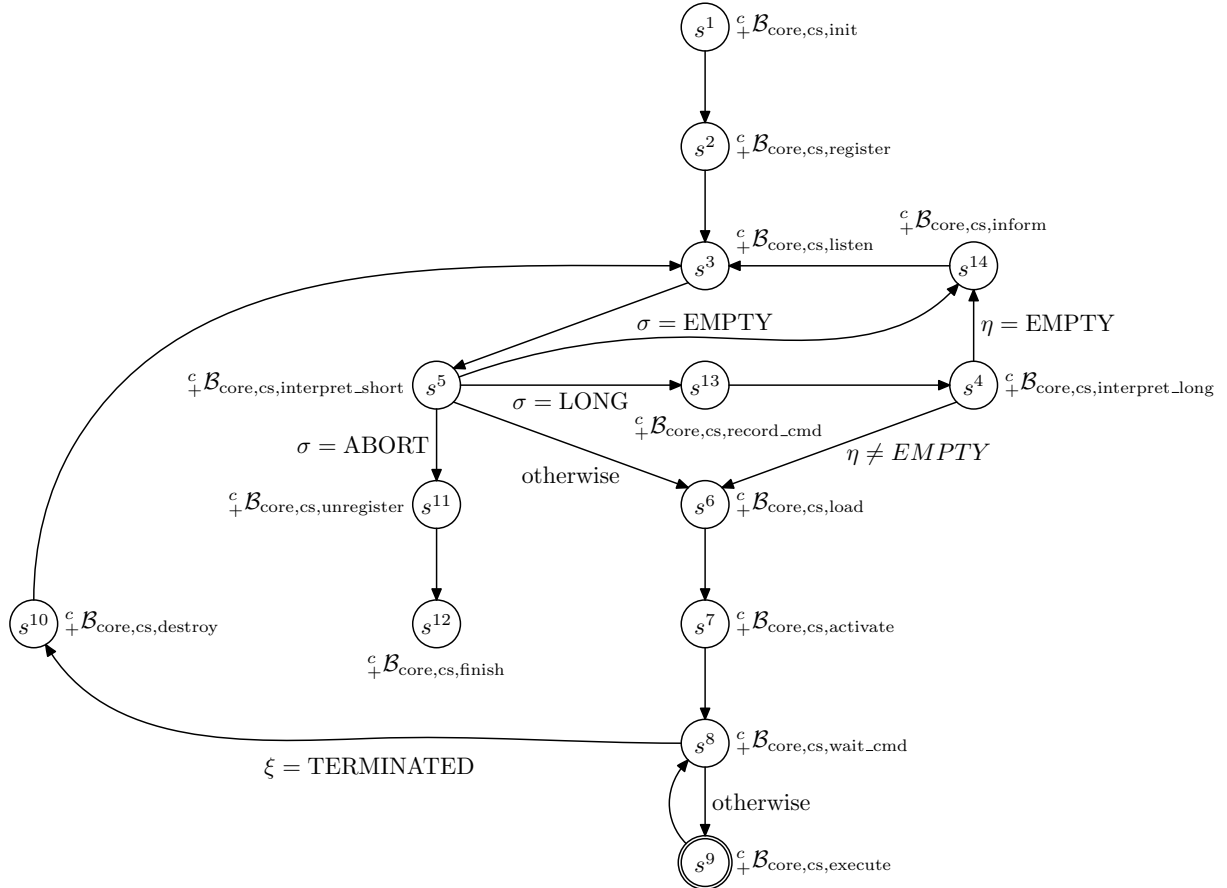 s¹ ᶜ₊𝓑core,cs,init
s² ᶜ₊𝓑core,cs,register
ᶜ₊𝓑core,cs,inform
s³ ᶜ₊𝓑core,cs,listen
s¹⁴
σ = EMPTY
η = EMPTY
ᶜ₊𝓑core,cs,interpret_short s⁵
σ = LONG
s¹³
ᶜ₊𝓑core,cs,record_cmd
s⁴ ᶜ₊𝓑core,cs,interpret_long
σ = ABORT
otherwise
η ≠ EMPTY
ᶜ₊𝓑core,cs,unregister s¹¹
s⁶ ᶜ₊𝓑core,cs,load
s¹⁰ ᶜ₊𝓑core,cs,destroy
s¹²
ᶜ₊𝓑core,cs,finish
s⁷ ᶜ₊𝓑core,cs,activate
s⁸ ᶜ₊𝓑core,cs,wait_cmd
ξ = TERMINATED
otherwise
s⁹ ᶜ₊𝓑core,cs,execute